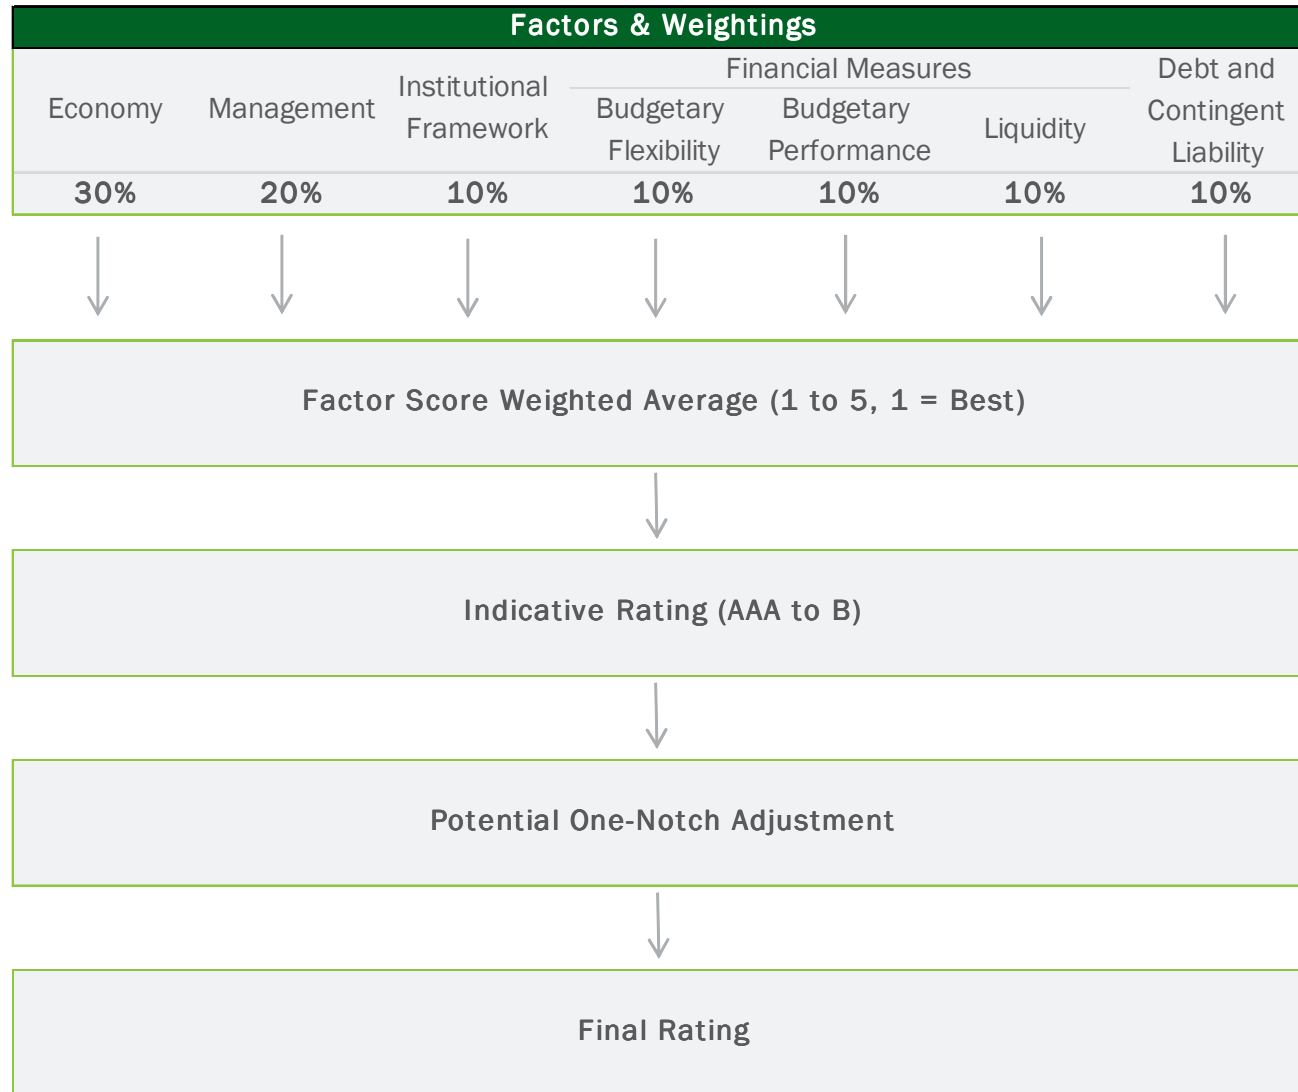 Factors & Weightings
Financial Measures
Economy
Management
Institutional
Framework
Budgetary
Flexibility
Budgetary
Performance
Liquidity
Debt and
Contingent
Liability
30%
20%
10%
10%
10%
10%
10%
Factor Score Weighted Average (1 to 5, 1 = Best)
Indicative Rating (AAA to B)
Potential One-Notch Adjustment
Final Rating